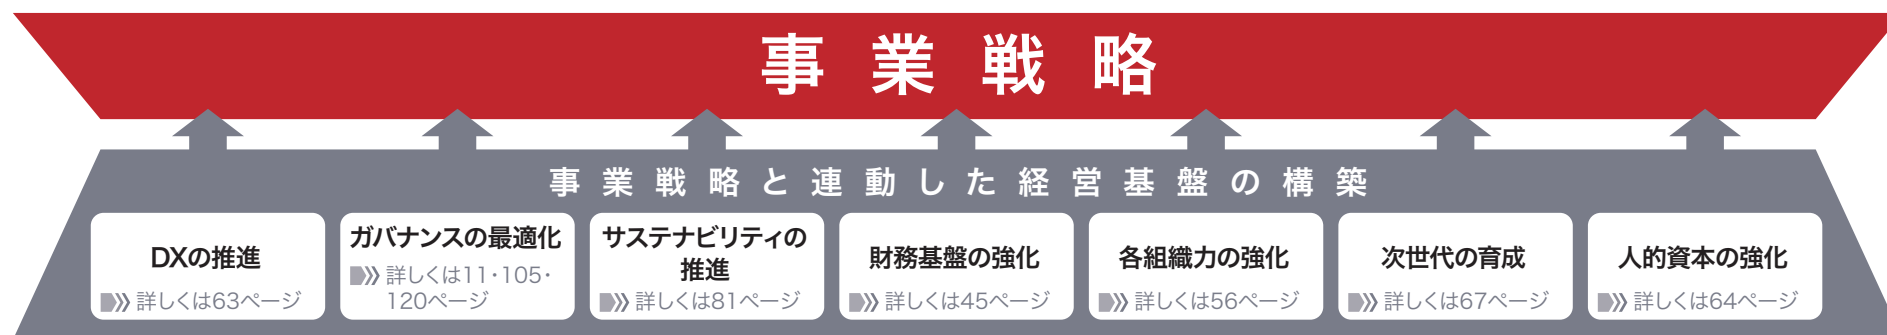 事業戦略
事業戦略と連動した経営基盤の構築
DXの推進
詳しくは63ページ
ガバナンスの最適化
詳しくは11・105・
120ページ
サステナビリティの
推進
詳しくは81ページ
財務基盤の強化
詳しくは45ページ
各組織力の強化
詳しくは56ページ
次世代の育成
詳しくは67ページ
人的資本の強化
詳しくは64ページ